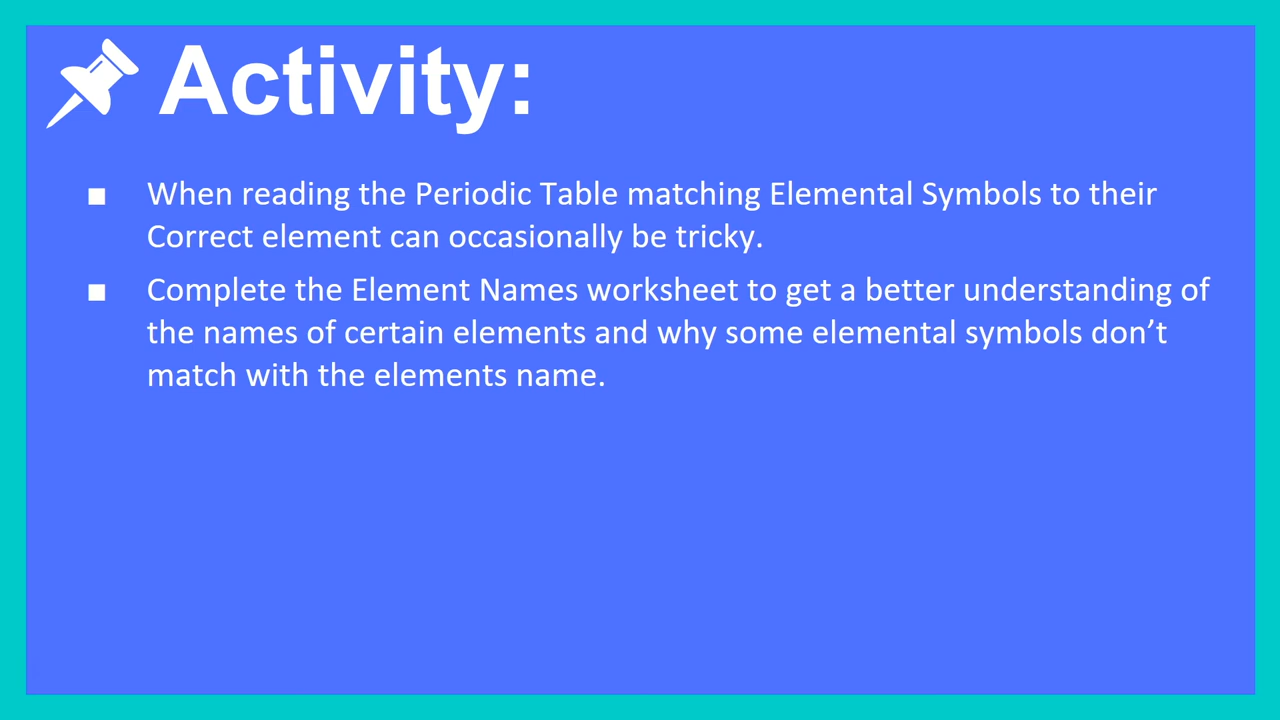 Activity:
■ When reading the Periodic Table matching Elemental Symbols to their
Correct element can occasionally be tricky.
■ Complete the Element Names worksheet to get a better understanding of
the names of certain elements and why some elemental symbols don’t
match with the elements name.